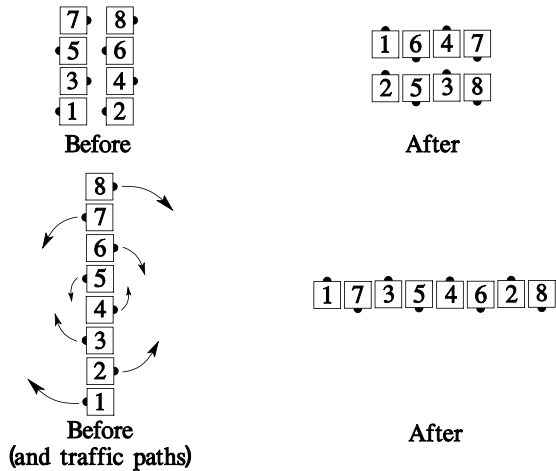 7 8
5 6
3 4
1 2
Before
1 6 4 7
2 5 3 8
After
8
7
6
5
4
3
2
1
Before
(and traffic paths)
1 7 3 5 4 6 2 8
After